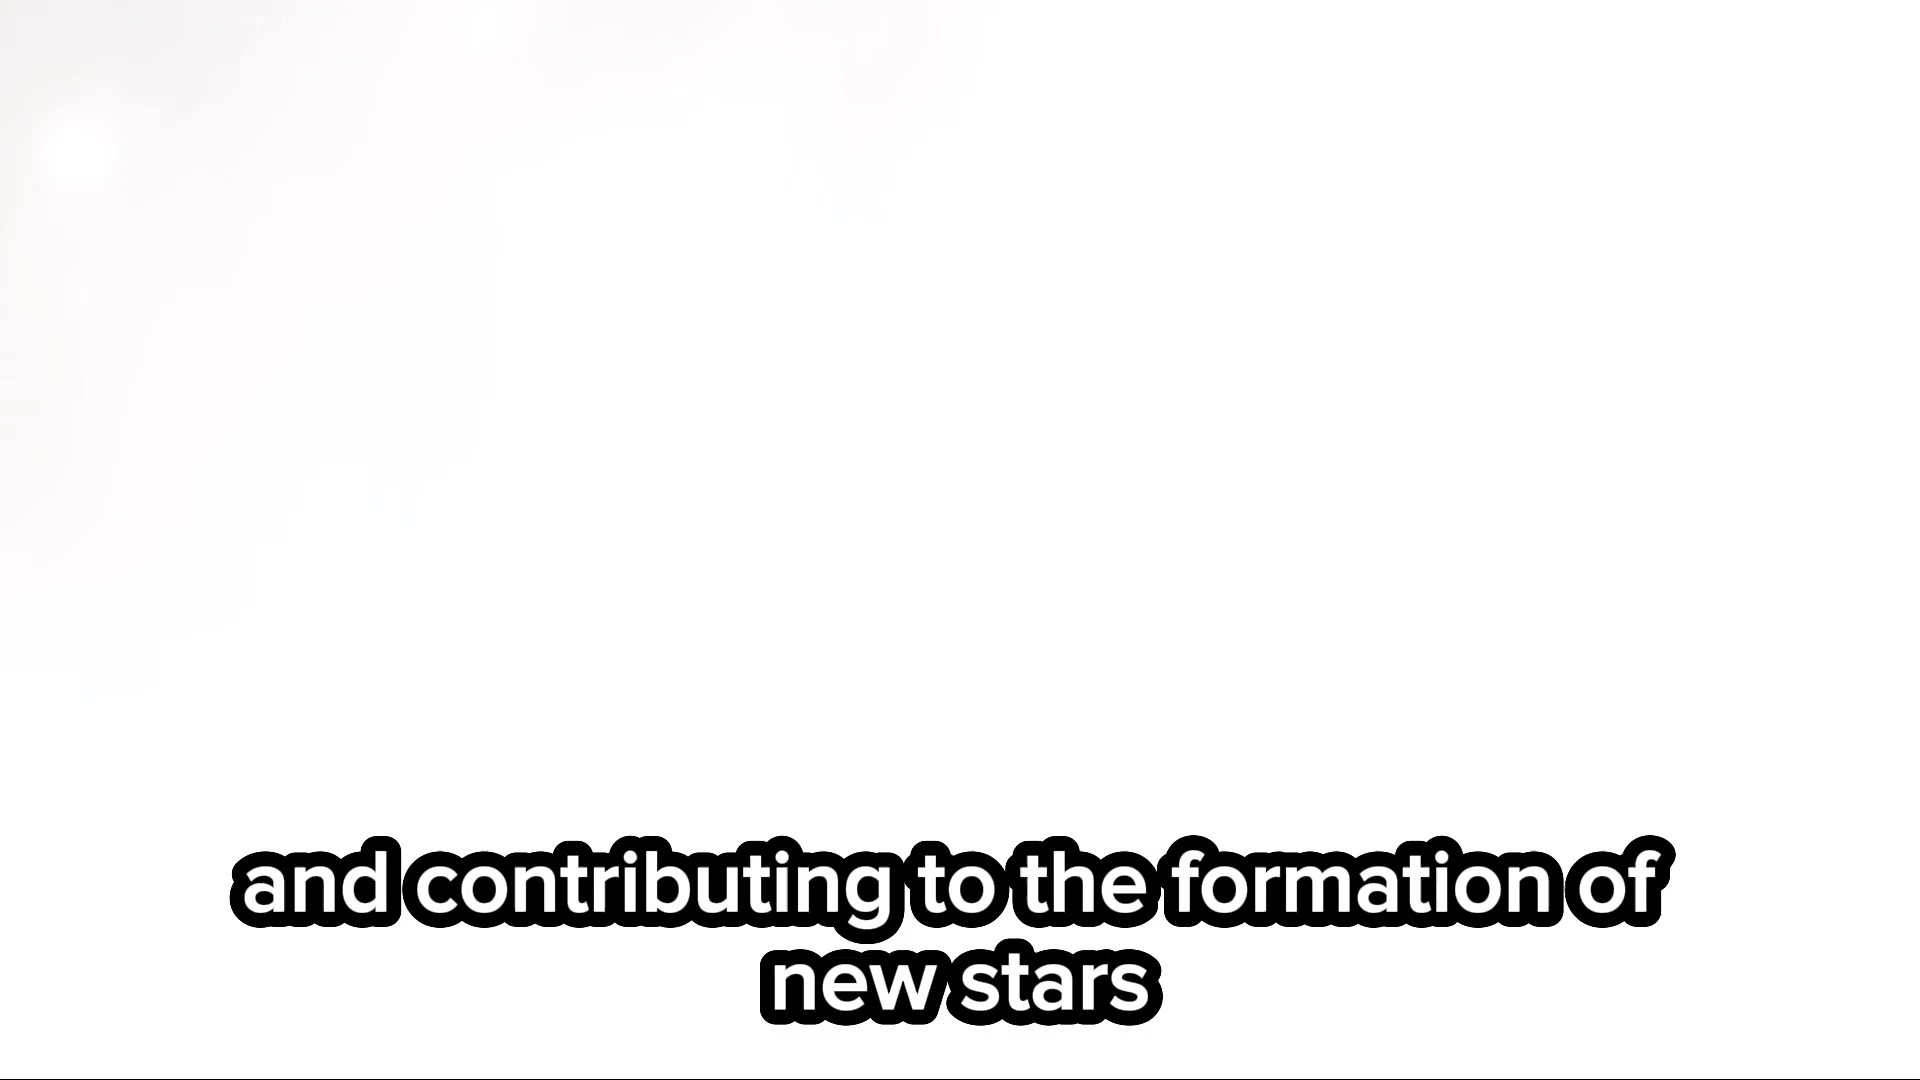 and contributing to the formation of
new stars